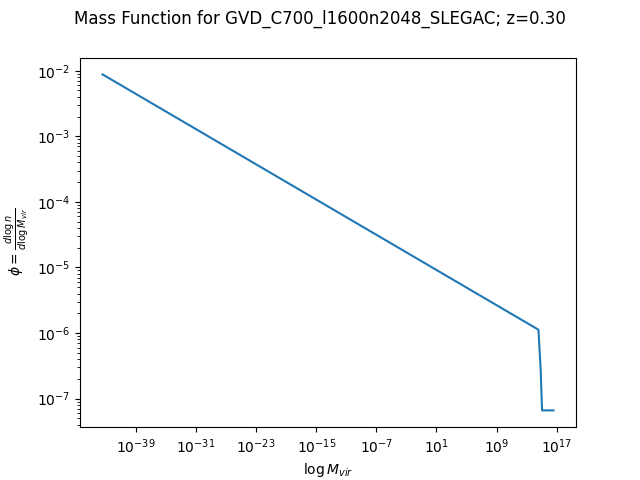 Mass Function for GVD_C700_l1600n2048_SLEGAC; z=0.30
10⁻²
10⁻³
10⁻⁴
10⁻⁵
10⁻⁶
10⁻⁷
ϕ = d log n / d log M_vir
10⁻³⁹ 10⁻³¹ 10⁻²³ 10⁻¹⁵ 10⁻⁷ 10¹ 10⁹ 10¹⁷
log M_vir